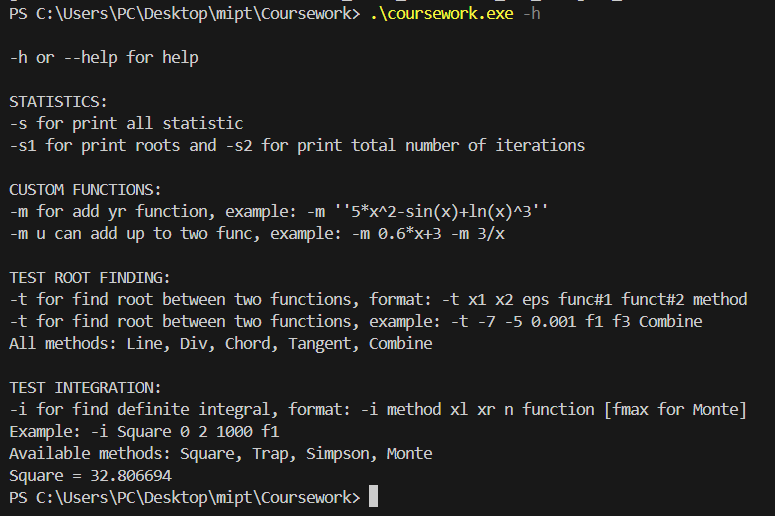 PS C:\Users\PC\Desktop\mipt\Coursework> .\coursework.exe -h
-h or --help for help
STATISTICS:
-s for print all statistic
-s1 for print roots and -s2 for print total number of iterations
CUSTOM FUNCTIONS:
-m for add yr function, example: -m ''5*x^2-sin(x)+ln(x)^3''
-m u can add up to two func, example: -m 0.6*x+3 -m 3/x
TEST ROOT FINDING:
-t for find root between two functions, format: -t x1 x2 eps func#1 funct#2 method
-t for find root between two functions, example: -t -7 -5 0.001 f1 f3 Combine
All methods: Line, Div, Chord, Tangent, Combine
TEST INTEGRATION:
-i for find definite integral, format: -i method xl xr n function [fmax for Monte]
Example: -i Square 0 2 1000 f1
Available methods: Square, Trap, Simpson, Monte
Square = 32.806694
PS C:\Users\PC\Desktop\mipt\Coursework>